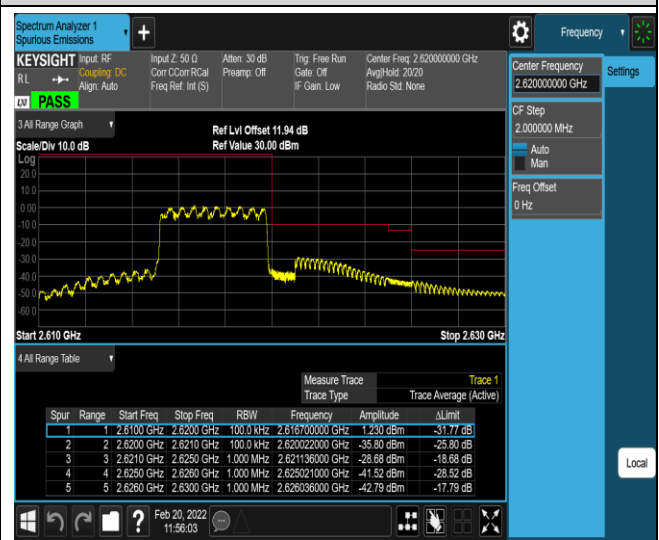 Spectrum Analyzer 1
Spurious Emissions
Frequency
KEYSIGHT
Input: RF
Coupling: DC
Align: Auto
Input Z: 50 Ω
Corr CCorr RCal
Freq Ref: Int (S)
Atten: 30 dB
Preamp: Off
Trig: Free Run
Gate: Off
IF Gain: Low
Center Freq: 2.620000000 GHz
Avg|Hold: 20/20
Radio Std: None
RL
LXI
PASS
Center Frequency
2.620000000 GHz
Settings
CF Step
2.000000 MHz
Auto
Man
Freq Offset
0 Hz
3 All Range Graph
Scale/Div 10.0 dB
Ref Lvl Offset 11.94 dB
Ref Value 30.00 dBm
Log
20.0
10.0
0.00
-10.0
-20.0
-30.0
-40.0
-50.0
-60.0
Start 2.610 GHz
Stop 2.630 GHz
4 All Range Table
Measure Trace Trace 1
Trace Type Trace Average (Active)
Spur Range Start Freq Stop Freq RBW Frequency Amplitude ΔLimit
1 1 2.6100 GHz 2.6200 GHz 100.0 kHz 2.616700000 GHz 1.230 dBm -31.77 dB
2 2 2.6200 GHz 2.6210 GHz 100.0 kHz 2.620022000 GHz -35.80 dBm -25.80 dB
3 3 2.6210 GHz 2.6250 GHz 1.000 MHz 2.621136000 GHz -28.68 dBm -18.68 dB
4 4 2.6250 GHz 2.6260 GHz 1.000 MHz 2.625021000 GHz -41.52 dBm -28.52 dB
5 5 2.6260 GHz 2.6300 GHz 1.000 MHz 2.626036000 GHz -42.79 dBm -17.79 dB
Local
Feb 20, 2022
11:56:03